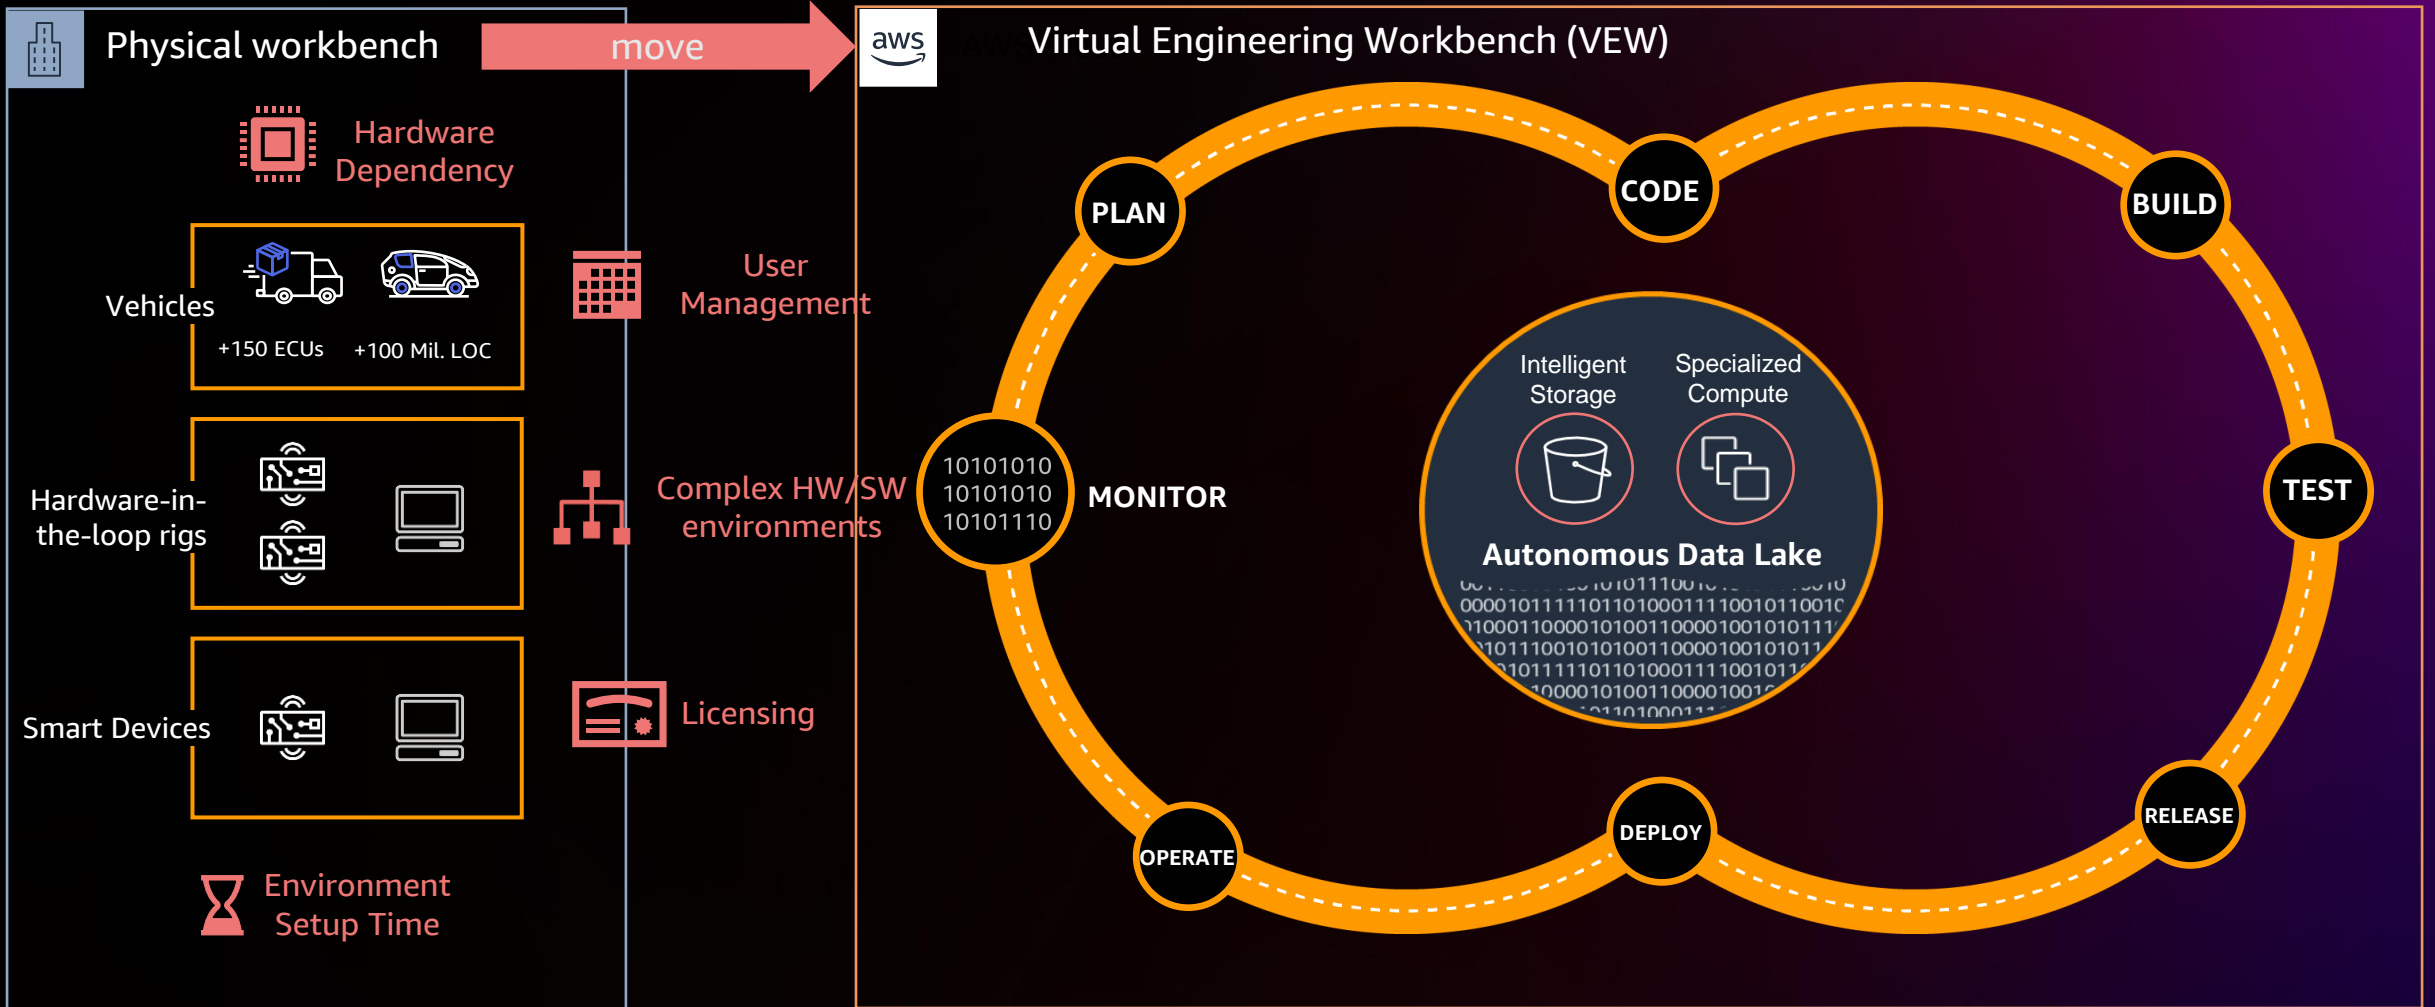 Physical workbench
move
aws
Virtual Engineering Workbench (VEW)
Hardware
Dependency
Vehicles
+150 ECUs
+100 Mil. LOC
User
Management
Hardware-in-
the-loop rigs
Complex HW/SW
environments
Smart Devices
Licensing
Environment
Setup Time
PLAN
CODE
BUILD
TEST
RELEASE
DEPLOY
OPERATE
10101010
10101010
10101110
MONITOR
Intelligent
Storage
Specialized
Compute
Autonomous Data Lake